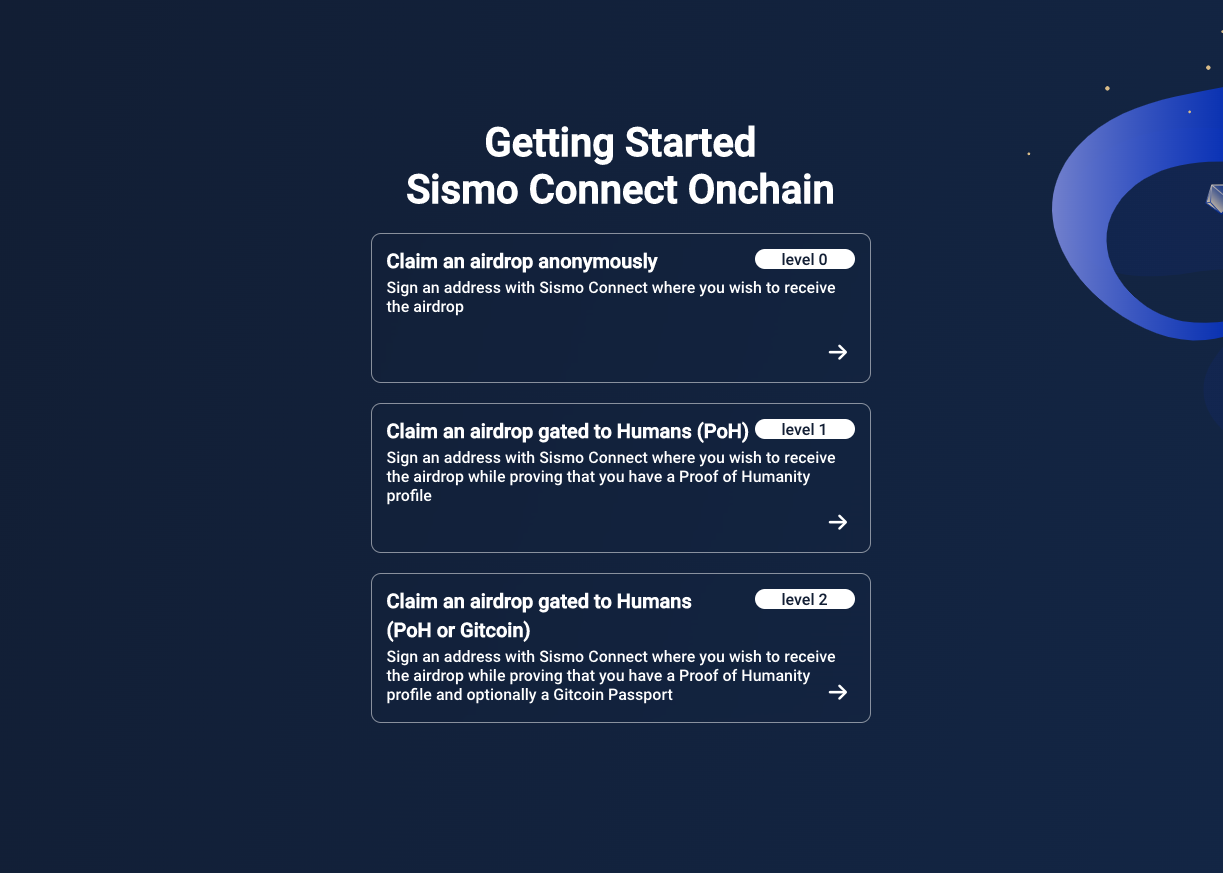 Getting Started
Sismo Connect Onchain
Claim an airdrop anonymously
level 0
Sign an address with Sismo Connect where you wish to receive
the airdrop
Claim an airdrop gated to Humans (PoH)
level 1
Sign an address with Sismo Connect where you wish to receive
the airdrop while proving that you have a Proof of Humanity
profile
Claim an airdrop gated to Humans
level 2
(PoH or Gitcoin)
Sign an address with Sismo Connect where you wish to receive
the airdrop while proving that you have a Proof of Humanity
profile and optionally a Gitcoin Passport